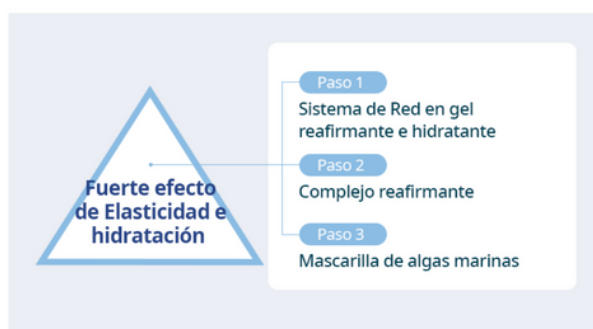 Fuerte efecto
de Elasticidad e
hidratación
Paso 1
Sistema de Red en gel
reafirmante e hidratante
Paso 2
Complejo reafirmante
Paso 3
Mascarilla de algas marinas